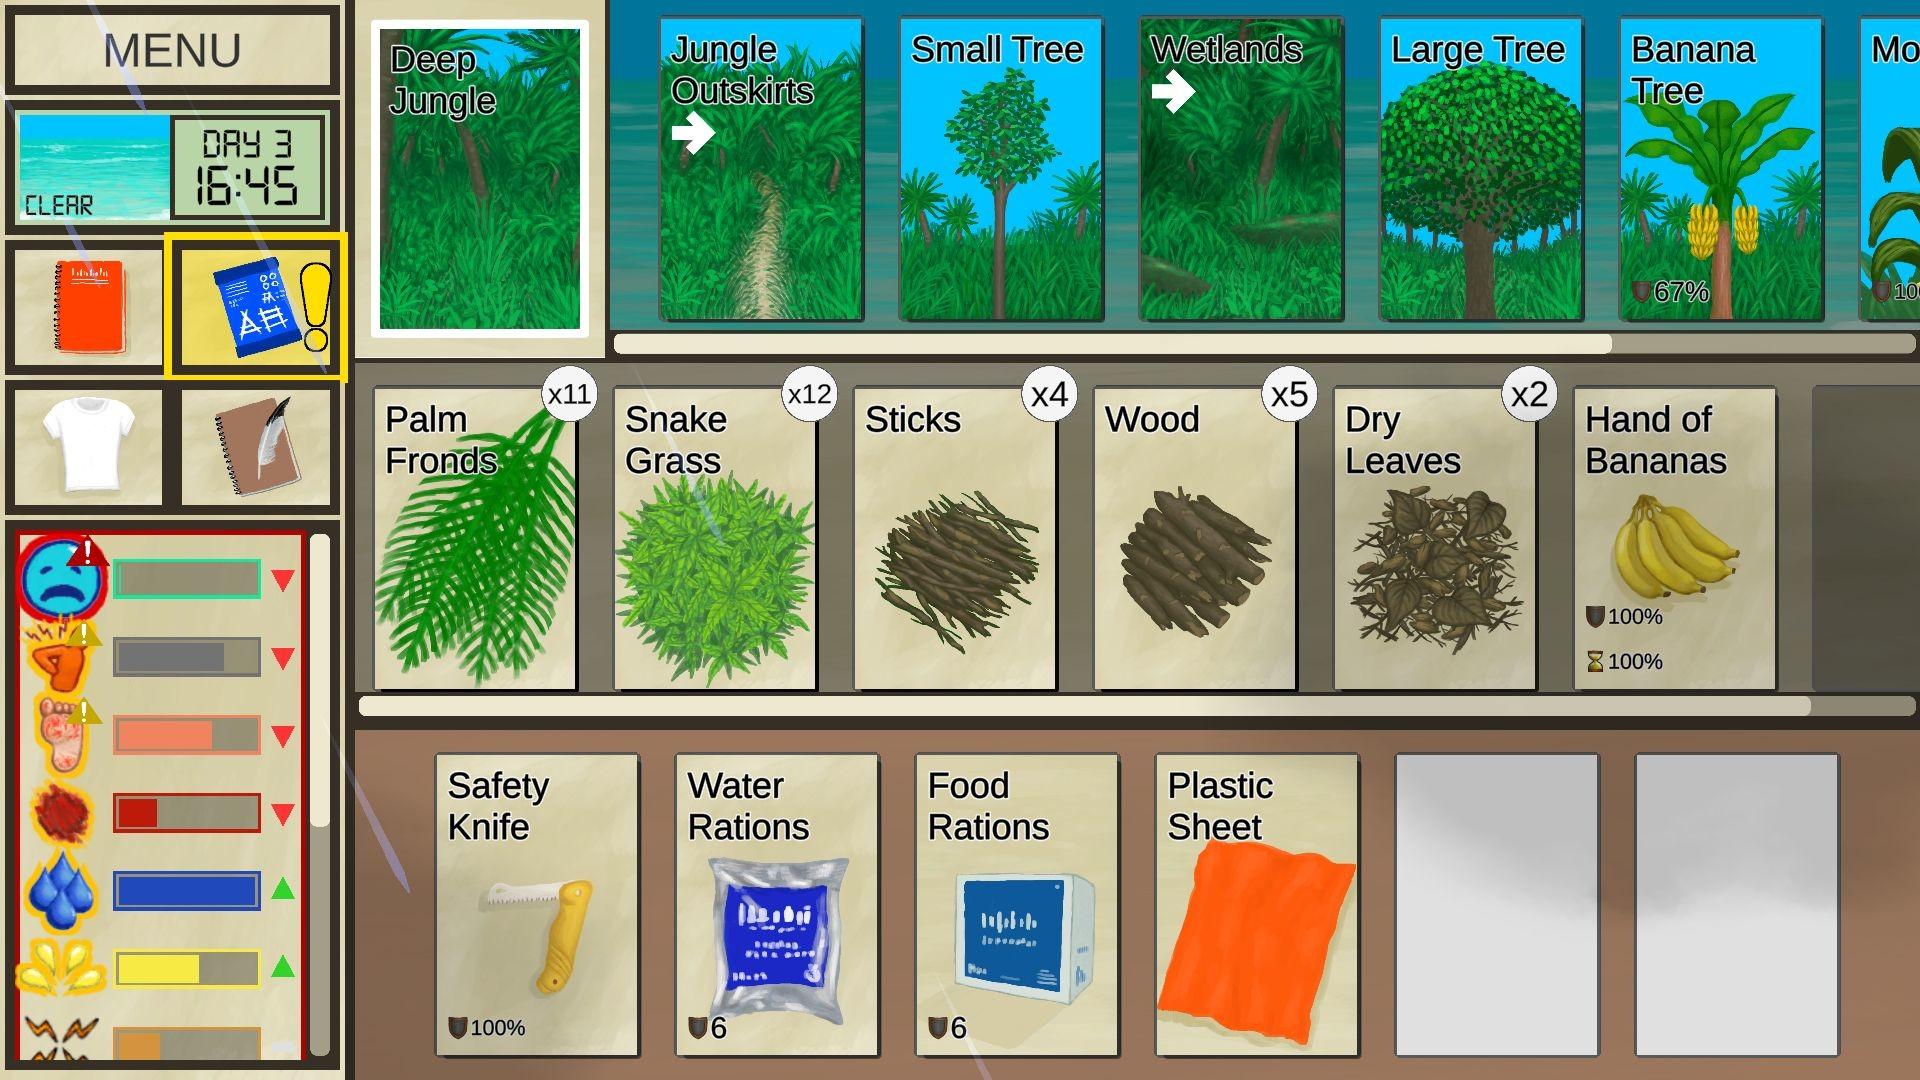 MENU
CLEAR
DAY 3
16:45
Deep
Jungle
Jungle
Outskirts
Small Tree
Wetlands
Large Tree
Banana
Tree
67%
Mo
10
x11
Palm
Fronds
x12
Snake
Grass
x4
Sticks
x5
Wood
x2
Dry
Leaves
Hand of
Bananas
100%
100%
Safety
Knife
100%
Water
Rations
6
Food
Rations
6
Plastic
Sheet